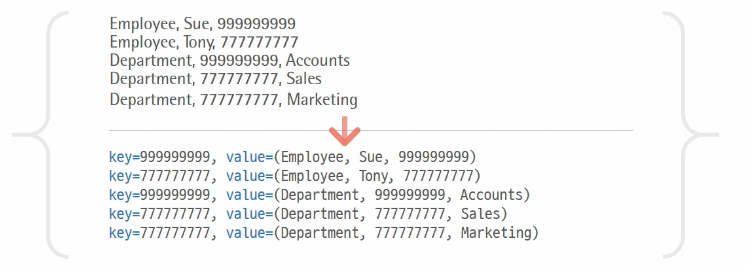 Employee, Sue, 999999999
Employee, Tony, 777777777
Department, 999999999, Accounts
Department, 777777777, Sales
Department, 777777777, Marketing
key=999999999, value=(Employee, Sue, 999999999)
key=777777777, value=(Employee, Tony, 777777777)
key=999999999, value=(Department, 999999999, Accounts)
key=777777777, value=(Department, 777777777, Sales)
key=777777777, value=(Department, 777777777, Marketing)